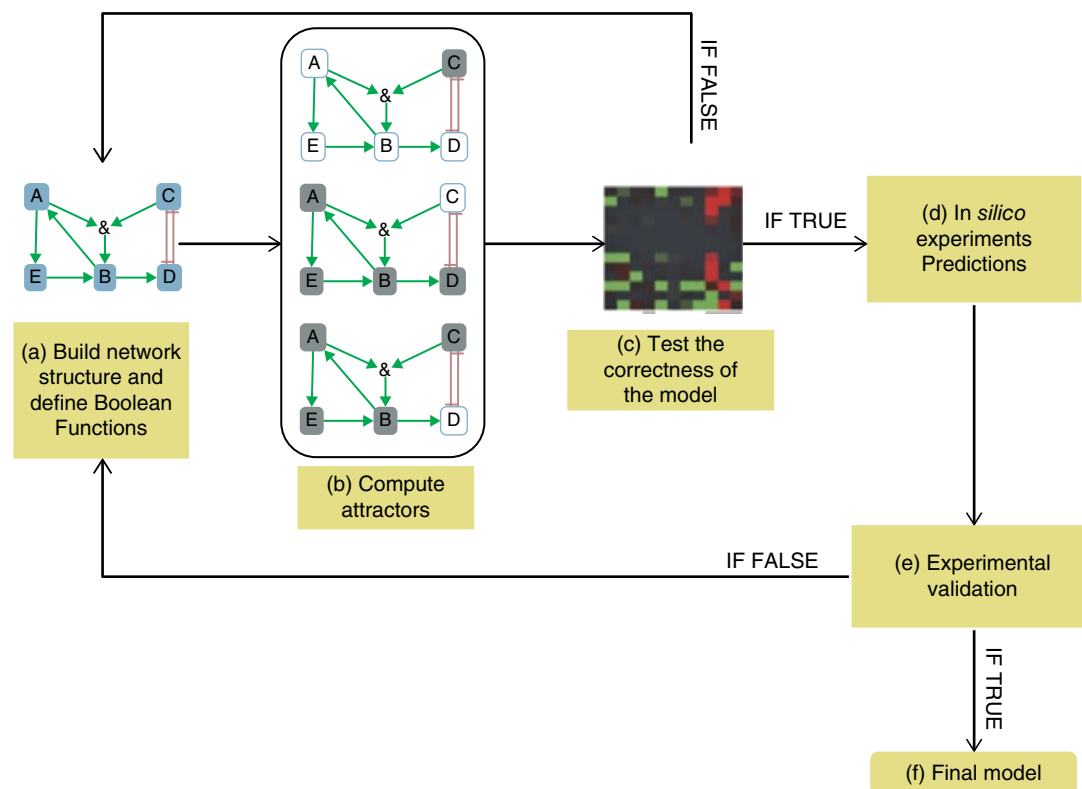 IF FALSE
A
C
&
E
B
D
A
C
&
E
B
D
A
C
&
E
B
D
A
C
&
E
B
D
(a) Build network
structure and
define Boolean
Functions
(b) Compute
attractors
(c) Test the
correctness of
the model
IF TRUE
(d) In silico
experiments
Predictions
IF FALSE
(e) Experimental
validation
IF TRUE
(f) Final model